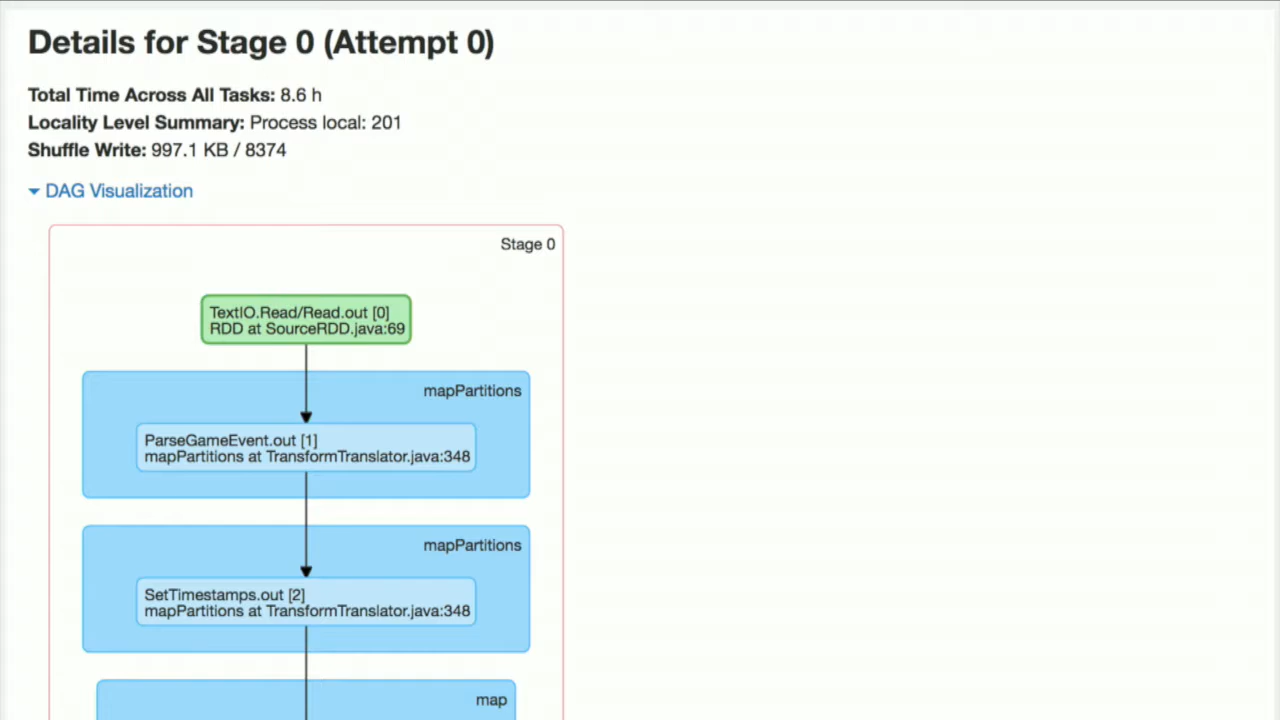 Details for Stage 0 (Attempt 0)
Total Time Across All Tasks: 8.6 h
Locality Level Summary: Process local: 201
Shuffle Write: 997.1 KB / 8374
DAG Visualization
Stage 0
TextIO.Read/Read.out [0]
RDD at SourceRDD.java:69
mapPartitions
ParseGameEvent.out [1]
mapPartitions at TransformTranslator.java:348
mapPartitions
SetTimestamps.out [2]
mapPartitions at TransformTranslator.java:348
map